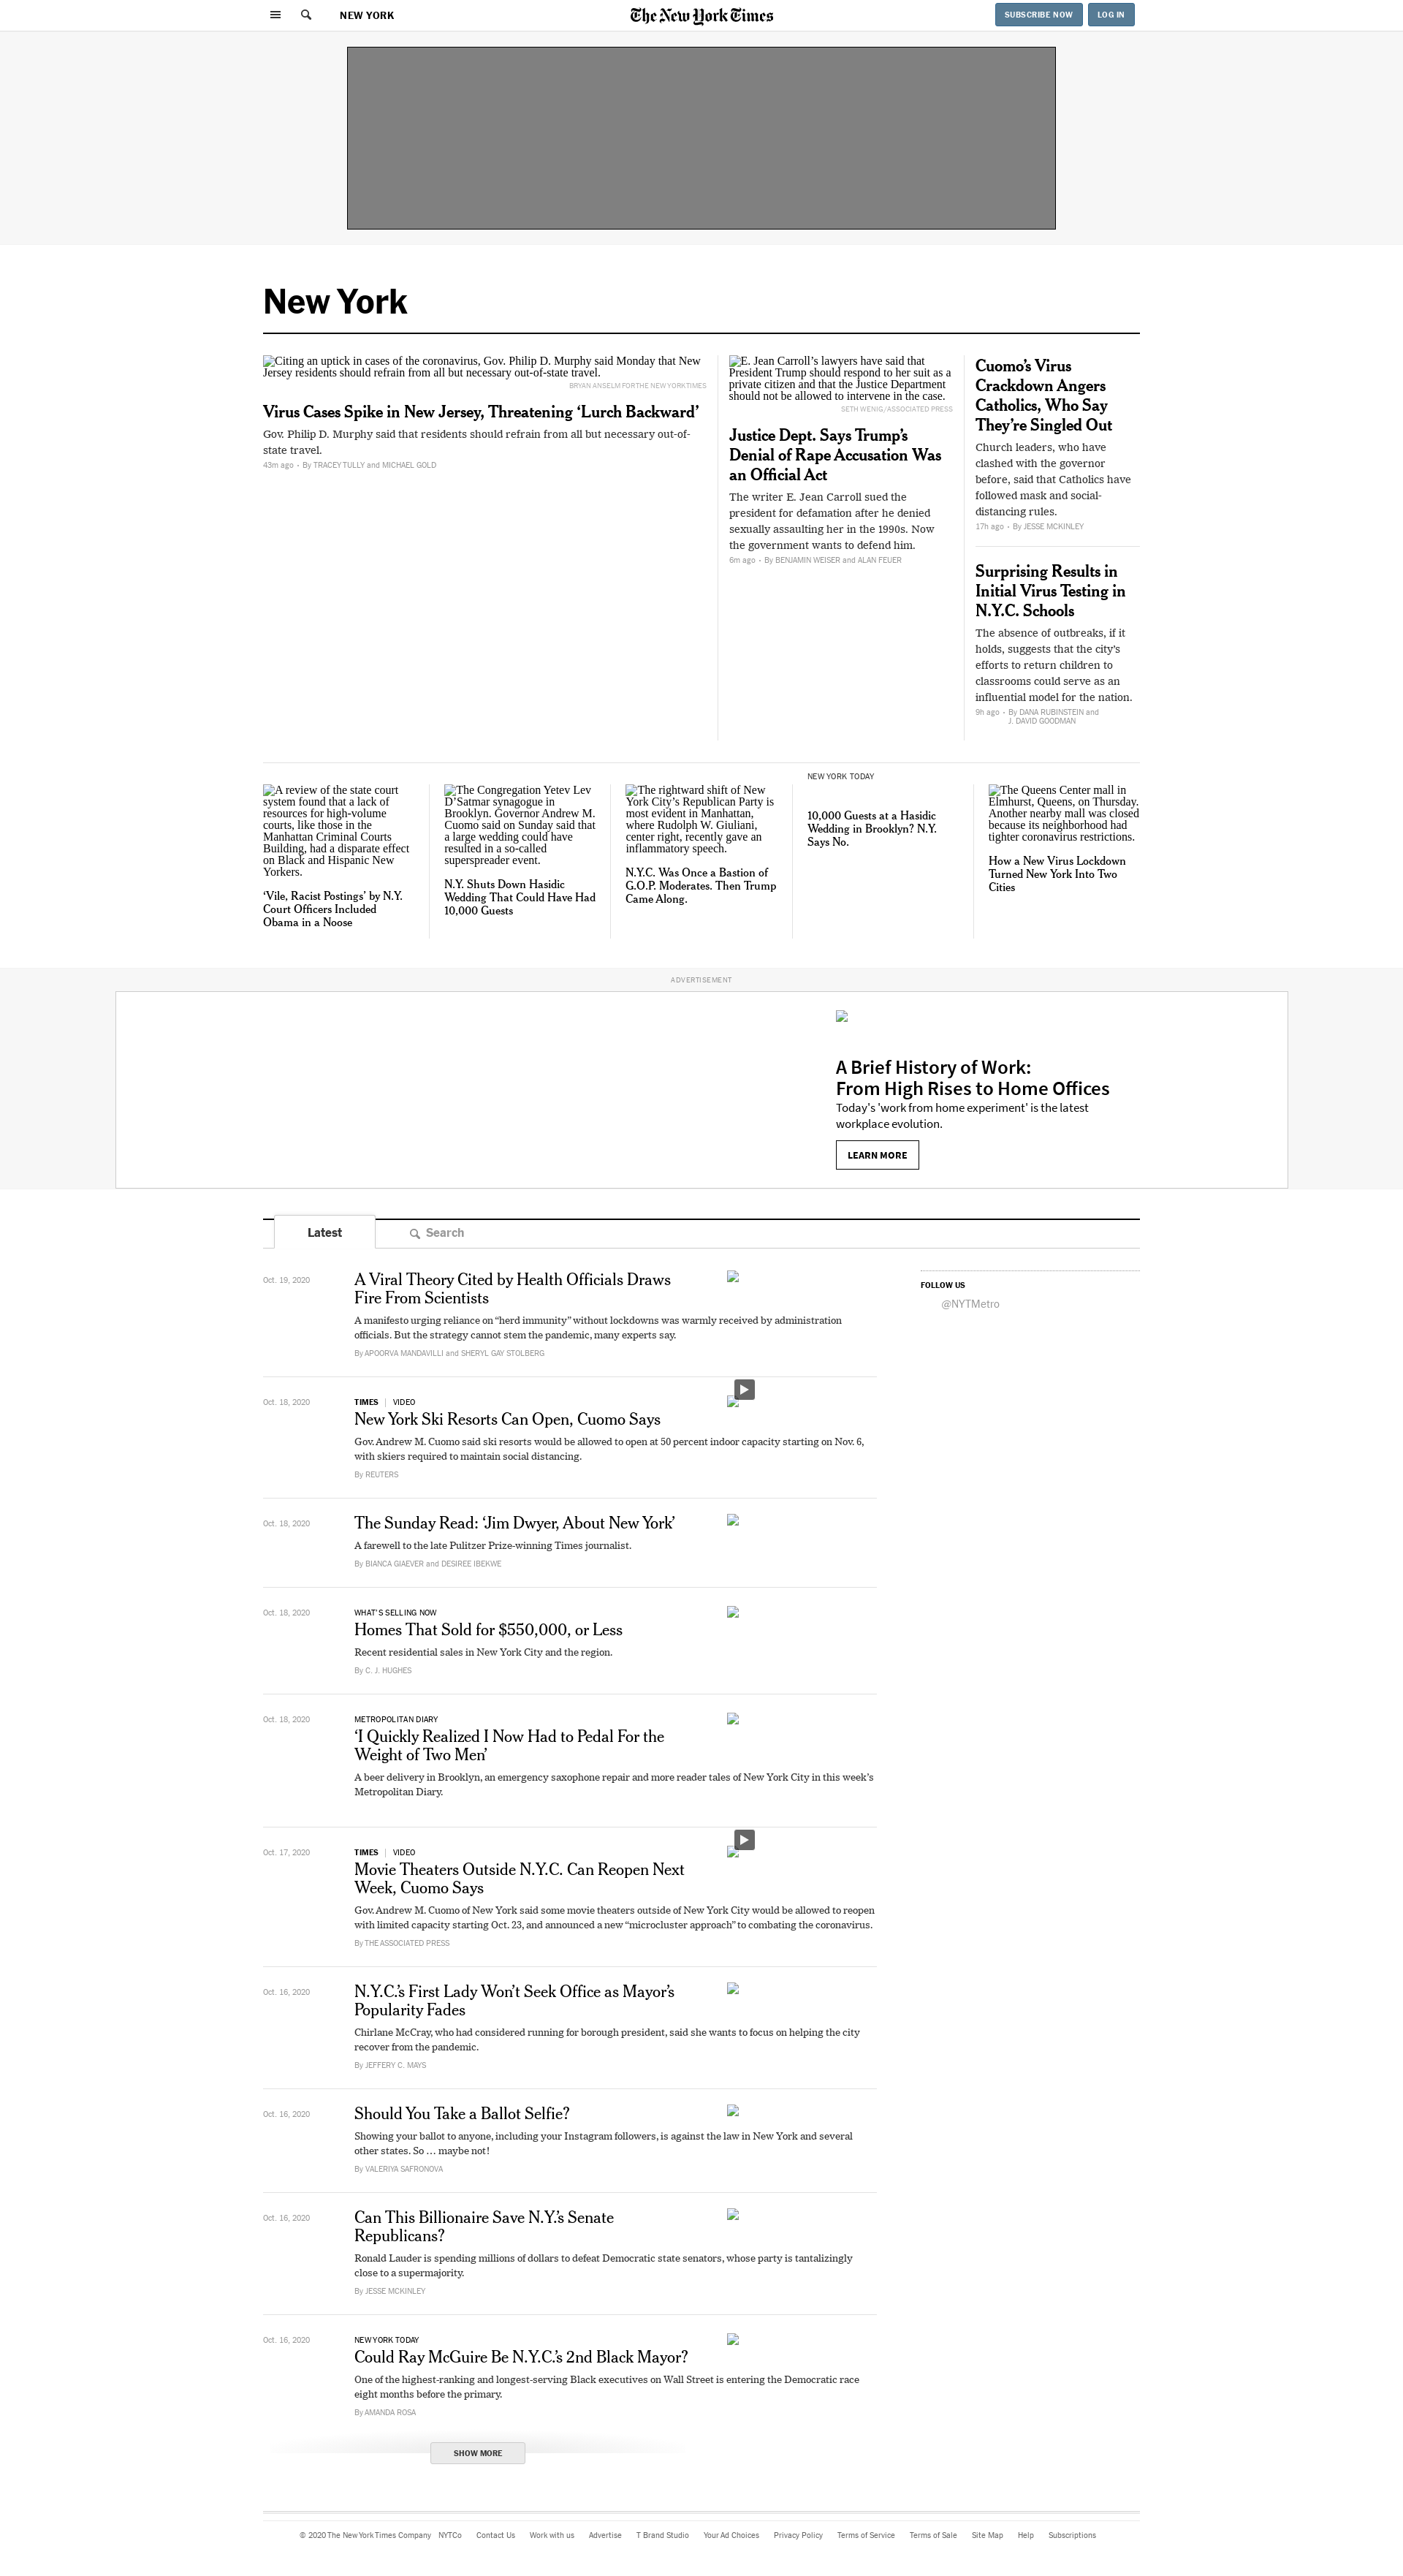 NEW YORK
The New York Times
SUBSCRIBE NOW
LOG IN
New York
Citing an uptick in cases of the coronavirus, Gov. Philip D. Murphy said Monday that New
Jersey residents should refrain from all but necessary out-of-state travel.
BRYAN ANSELM FOR THE NEW YORK TIMES
Virus Cases Spike in New Jersey, Threatening ‘Lurch Backward’
Gov. Philip D. Murphy said that residents should refrain from all but necessary out-of-
state travel.
43m ago • By TRACEY TULLY and MICHAEL GOLD
E. Jean Carroll’s lawyers have said that
President Trump should respond to her suit as a
private citizen and that the Justice Department
should not be allowed to intervene in the case.
SETH WENIG/ASSOCIATED PRESS
Justice Dept. Says Trump’s
Denial of Rape Accusation Was
an Official Act
The writer E. Jean Carroll sued the
president for defamation after he denied
sexually assaulting her in the 1990s. Now
the government wants to defend him.
6m ago • By BENJAMIN WEISER and ALAN FEUER
Cuomo’s Virus
Crackdown Angers
Catholics, Who Say
They’re Singled Out
Church leaders, who have
clashed with the governor
before, said that Catholics have
followed mask and social-
distancing rules.
17h ago • By JESSE MCKINLEY
Surprising Results in
Initial Virus Testing in
N.Y.C. Schools
The absence of outbreaks, if it
holds, suggests that the city’s
efforts to return children to
classrooms could serve as an
influential model for the nation.
9h ago • By DANA RUBINSTEIN and
J. DAVID GOODMAN
A review of the state court
system found that a lack of
resources for high-volume
courts, like those in the
Manhattan Criminal Courts
Building, had a disparate effect
on Black and Hispanic New
Yorkers.
‘Vile, Racist Postings’ by N.Y.
Court Officers Included
Obama in a Noose
The Congregation Yetev Lev
D’Satmar synagogue in
Brooklyn. Governor Andrew M.
Cuomo said on Sunday said that
a large wedding could have
resulted in a so-called
superspreader event.
N.Y. Shuts Down Hasidic
Wedding That Could Have Had
10,000 Guests
The rightward shift of New
York City’s Republican Party is
most evident in Manhattan,
where Rudolph W. Giuliani,
center right, recently gave an
inflammatory speech.
N.Y.C. Was Once a Bastion of
G.O.P. Moderates. Then Trump
Came Along.
NEW YORK TODAY
10,000 Guests at a Hasidic
Wedding in Brooklyn? N.Y.
Says No.
The Queens Center mall in
Elmhurst, Queens, on Thursday.
Another nearby mall was closed
because its neighborhood had
tighter coronavirus restrictions.
How a New Virus Lockdown
Turned New York Into Two
Cities
ADVERTISEMENT
A Brief History of Work:
From High Rises to Home Offices
Today's 'work from home experiment' is the latest
workplace evolution.
LEARN MORE
Latest
Search
Oct. 19, 2020
A Viral Theory Cited by Health Officials Draws
Fire From Scientists
A manifesto urging reliance on “herd immunity” without lockdowns was warmly received by administration
officials. But the strategy cannot stem the pandemic, many experts say.
By APOORVA MANDAVILLI and SHERYL GAY STOLBERG
FOLLOW US
@NYTMetro
Oct. 18, 2020
TIMES | VIDEO
New York Ski Resorts Can Open, Cuomo Says
Gov. Andrew M. Cuomo said ski resorts would be allowed to open at 50 percent indoor capacity starting on Nov. 6,
with skiers required to maintain social distancing.
By REUTERS
Oct. 18, 2020
The Sunday Read: ‘Jim Dwyer, About New York’
A farewell to the late Pulitzer Prize-winning Times journalist.
By BIANCA GIAEVER and DESIREE IBEKWE
Oct. 18, 2020
WHAT’S SELLING NOW
Homes That Sold for $550,000, or Less
Recent residential sales in New York City and the region.
By C. J. HUGHES
Oct. 18, 2020
METROPOLITAN DIARY
‘I Quickly Realized I Now Had to Pedal For the
Weight of Two Men’
A beer delivery in Brooklyn, an emergency saxophone repair and more reader tales of New York City in this week’s
Metropolitan Diary.
Oct. 17, 2020
TIMES | VIDEO
Movie Theaters Outside N.Y.C. Can Reopen Next
Week, Cuomo Says
Gov. Andrew M. Cuomo of New York said some movie theaters outside of New York City would be allowed to reopen
with limited capacity starting Oct. 23, and announced a new “microcluster approach” to combating the coronavirus.
By THE ASSOCIATED PRESS
Oct. 16, 2020
N.Y.C.’s First Lady Won’t Seek Office as Mayor’s
Popularity Fades
Chirlane McCray, who had considered running for borough president, said she wants to focus on helping the city
recover from the pandemic.
By JEFFERY C. MAYS
Oct. 16, 2020
Should You Take a Ballot Selfie?
Showing your ballot to anyone, including your Instagram followers, is against the law in New York and several
other states. So … maybe not!
By VALERIYA SAFRONOVA
Oct. 16, 2020
Can This Billionaire Save N.Y.’s Senate
Republicans?
Ronald Lauder is spending millions of dollars to defeat Democratic state senators, whose party is tantalizingly
close to a supermajority.
By JESSE MCKINLEY
Oct. 16, 2020
NEW YORK TODAY
Could Ray McGuire Be N.Y.C.’s 2nd Black Mayor?
One of the highest-ranking and longest-serving Black executives on Wall Street is entering the Democratic race
eight months before the primary.
By AMANDA ROSA
SHOW MORE
© 2020 The New York Times Company NYTCo Contact Us Work with us Advertise T Brand Studio Your Ad Choices Privacy Policy Terms of Service Terms of Sale Site Map Help Subscriptions